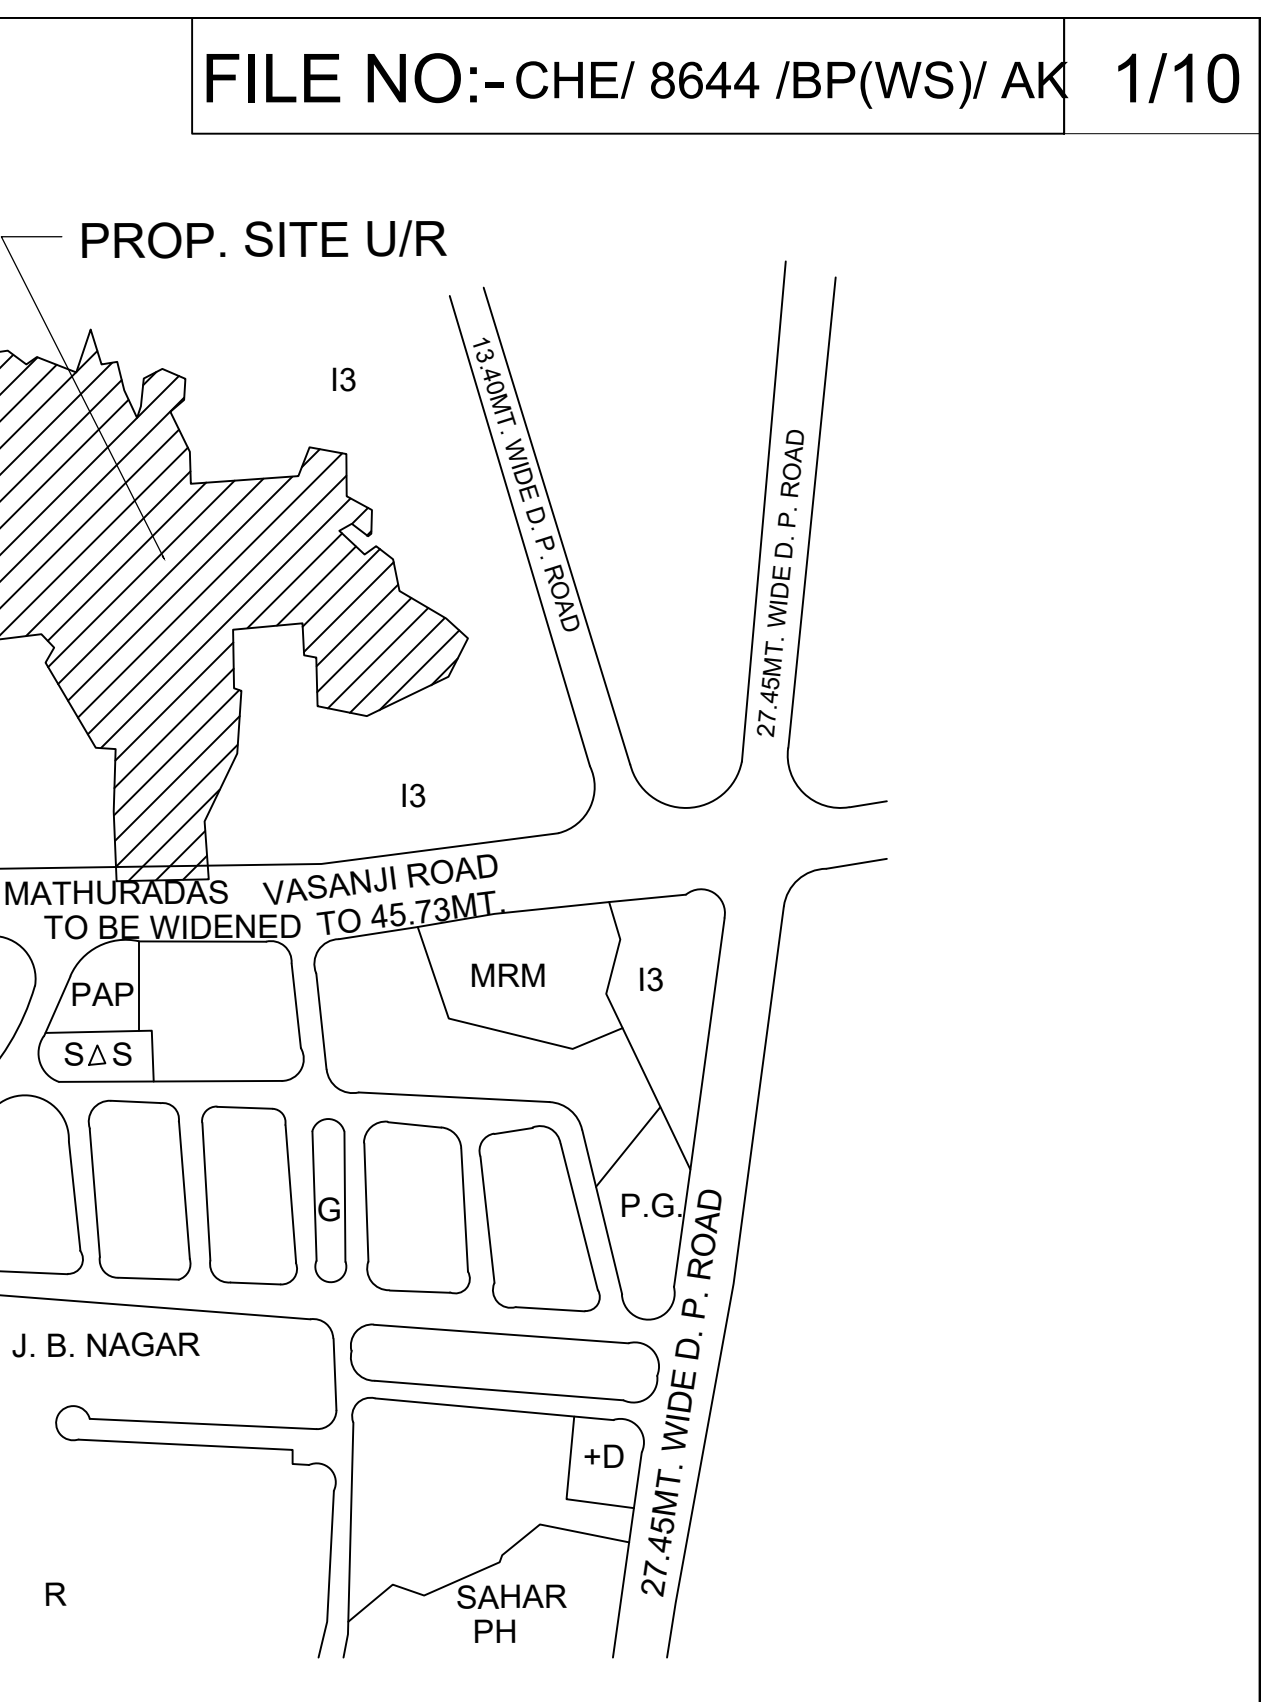 FILE NO:- CHE/ 8644 /BP(WS)/ AK 1/10
PROP. SITE U/R
I3
13.40MT. WIDE D. P. ROAD
27.45MT. WIDE D. P. ROAD
I3
MATHURADAS VASANJI ROAD
TO BE WIDENED TO 45.73MT.
MRM
I3
PAP
S△S
G
P.G.
27.45MT. WIDE D. P. ROAD
J. B. NAGAR
+D
R
SAHAR
PH